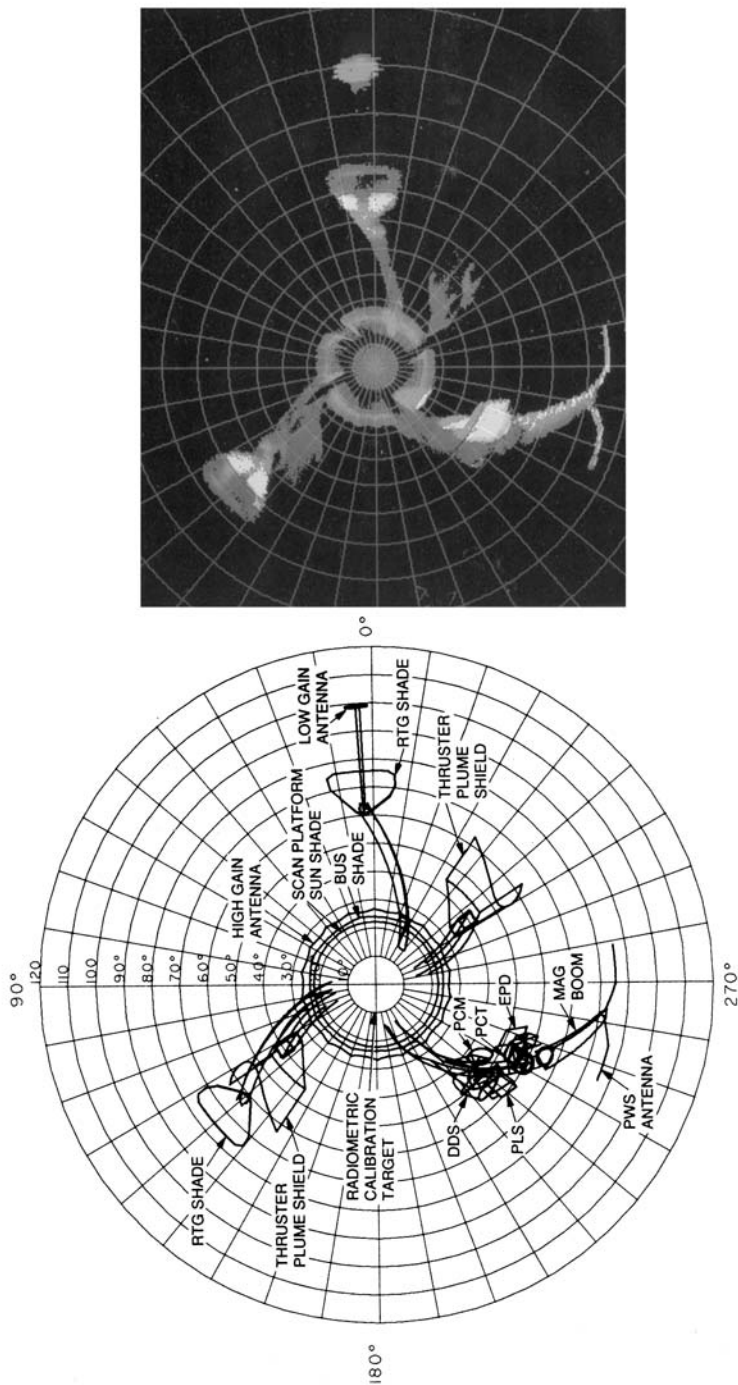 90°
120
110
100
90°
80°
70°
60°
50°
40°
30°
10°
0°
180°
270°
HIGH GAIN
ANTENNA
SCAN PLATFORM
SUN SHADE
BUS
SHADE
LOW GAIN
ANTENNA
RTG SHADE
THRUSTER
PLUME
SHIELD
RTG SHADE
THRUSTER
PLUME SHIELD
RADIOMETRIC
CALIBRATION
TARGET
PCM
PCT
EPD
DDS
PLS
MAG
BOOM
PWS
ANTENNA